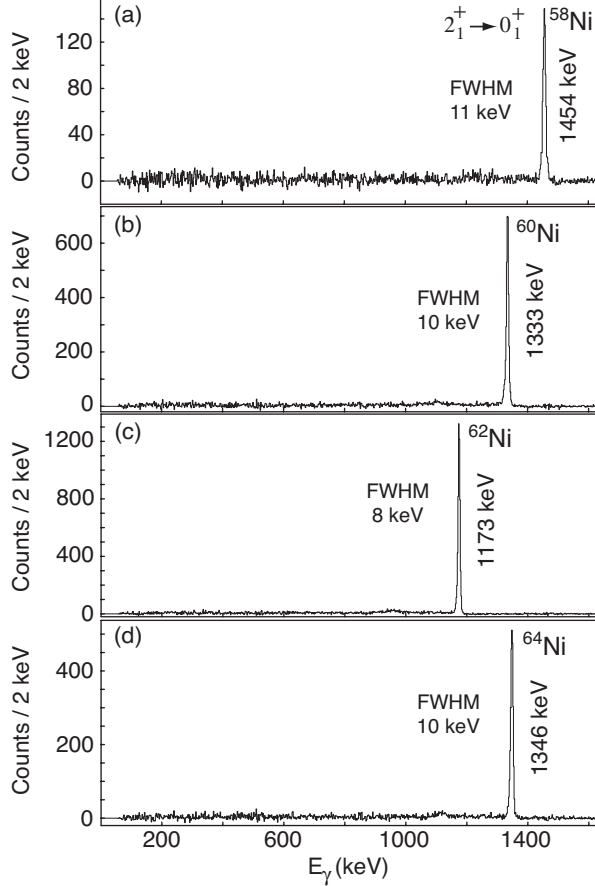 (a)
2₁⁺ → 0₁⁺
⁵⁸Ni
FWHM
11 keV
1454 keV
Counts / 2 keV
120
80
40
0
(b)
⁶⁰Ni
FWHM
10 keV
1333 keV
Counts / 2 keV
600
400
200
0
(c)
⁶²Ni
FWHM
8 keV
1173 keV
Counts / 2 keV
1200
800
400
0
(d)
⁶⁴Ni
FWHM
10 keV
1346 keV
Counts / 2 keV
400
200
0
200 600 1000 1400
E_γ (keV)